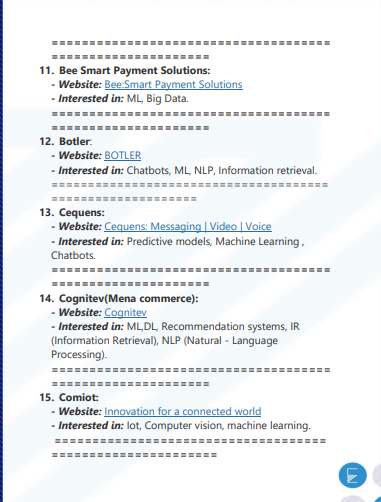 =====================================
=====================
11. Bee Smart Payment Solutions:
- Website: Bee:Smart Payment Solutions
- Interested in: ML, Big Data.
=====================================
=====================
12. Botler:
- Website: BOTLER
- Interested in: Chatbots, ML, NLP, Information retrieval.
=====================================
====================
13. Cequens:
- Website: Cequens: Messaging | Video | Voice
- Interested in: Predictive models, Machine Learning ,
Chatbots.
=====================================
=====================
14. Cognitev(Mena commerce):
- Website: Cognitev
- Interested in: ML,DL, Recommendation systems, IR
(Information Retrieval), NLP (Natural - Language
Processing).
=====================================
=====================
15. Comiot:
- Website: Innovation for a connected world
- Interested in: Iot, Computer vision, machine learning.
====================================
======================